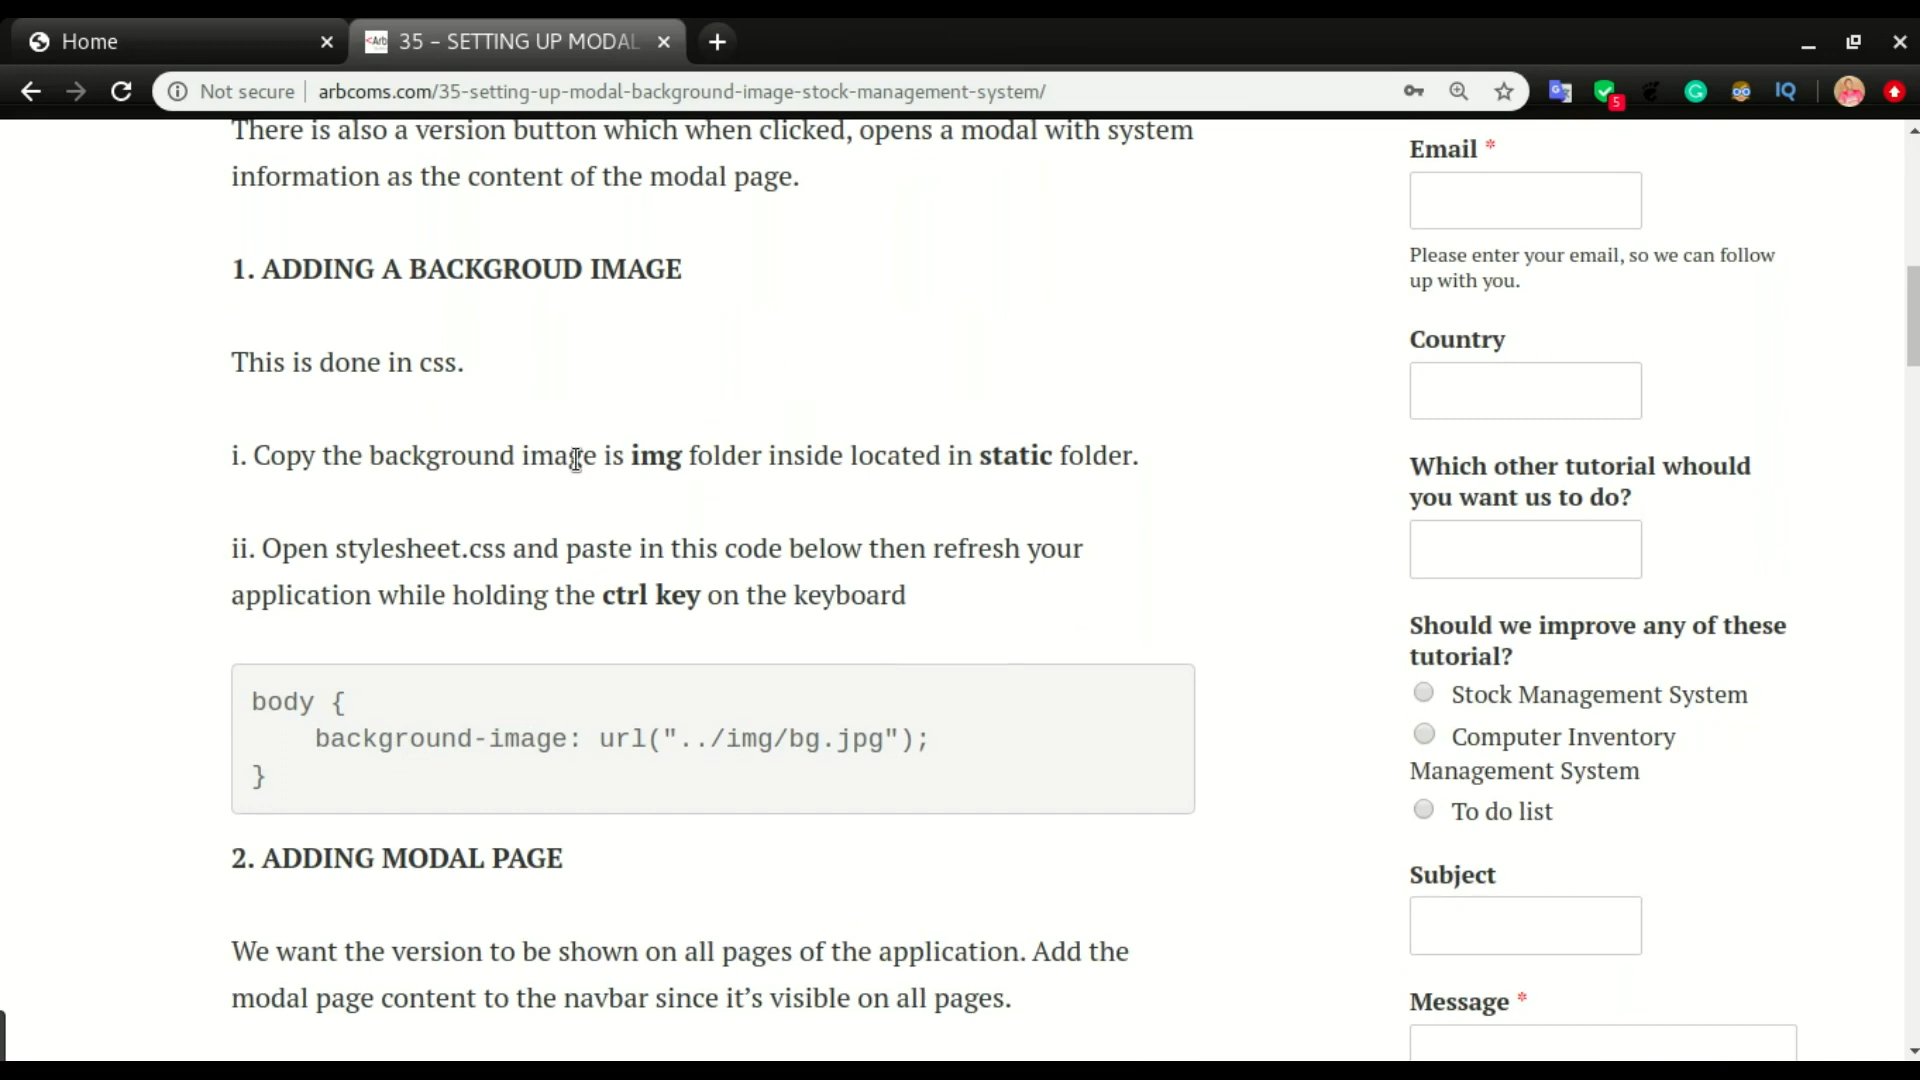 Home
35 – SETTING UP MODAL
Not secure
arbcoms.com/35-setting-up-modal-background-image-stock-management-system/
5
IQ
There is also a version button which when clicked, opens a modal with system
information as the content of the modal page.
1. ADDING A BACKGROUD IMAGE
This is done in css.
i. Copy the background image is img folder inside located in static folder.
ii. Open stylesheet.css and paste in this code below then refresh your
application while holding the ctrl key on the keyboard
body {
background-image: url("../img/bg.jpg");
}
2. ADDING MODAL PAGE
We want the version to be shown on all pages of the application. Add the
modal page content to the navbar since it’s visible on all pages.
Email *
Please enter your email, so we can follow
up with you.
Country
Which other tutorial whould
you want us to do?
Should we improve any of these
tutorial?
Stock Management System
Computer Inventory
Management System
To do list
Subject
Message *